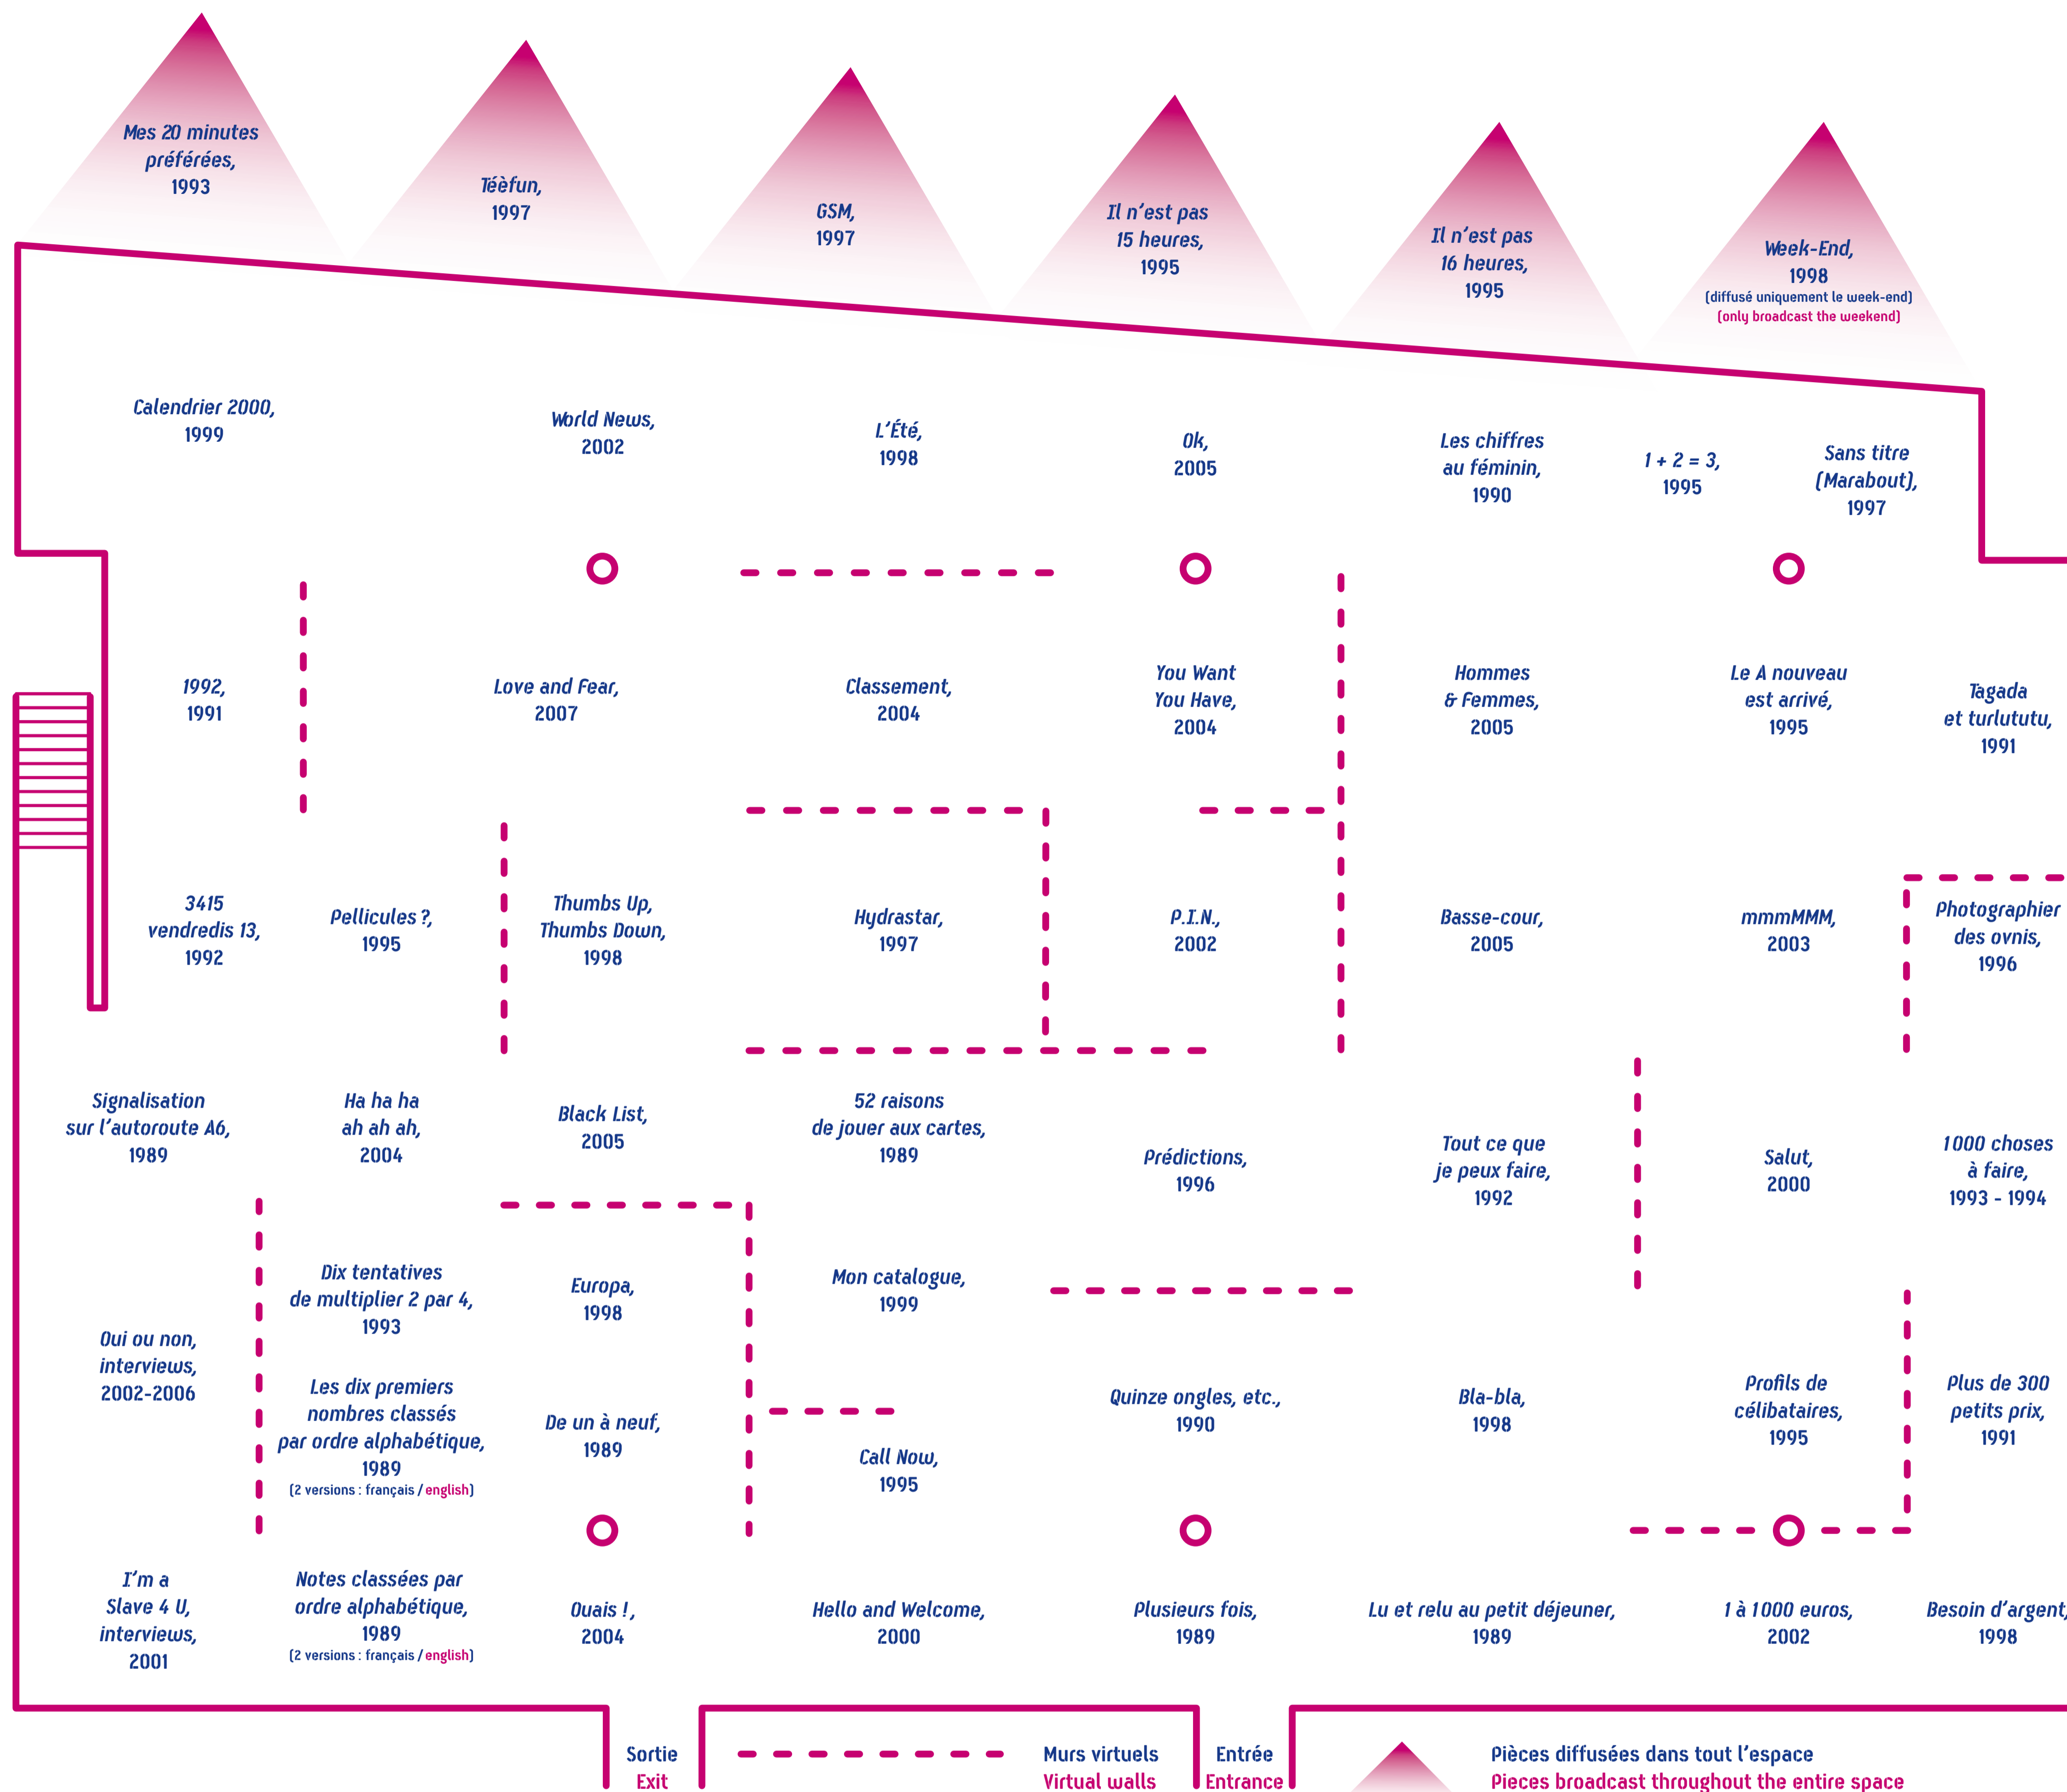 Mes 20 minutes
préférées,
1993
Téèfun,
1997
GSM,
1997
Il n’est pas
15 heures,
1995
Il n’est pas
16 heures,
1995
Week-End,
1998
(diffusé uniquement le week-end)
(only broadcast the weekend)
Calendrier 2000,
1999
World News,
2002
L’Été,
1998
Ok,
2005
Les chiffres
au féminin,
1990
1 + 2 = 3,
1995
Sans titre
(Marabout),
1997
1992,
1991
Love and Fear,
2007
Classement,
2004
You Want
You Have,
2004
Hommes
& Femmes,
2005
Le A nouveau
est arrivé,
1995
Tagada
et turlututu,
1991
3415
vendredis 13,
1992
Pellicules ?,
1995
Thumbs Up,
Thumbs Down,
1998
Hydrastar,
1997
P.I.N.,
2002
Basse-cour,
2005
mmmMMM,
2003
Photographier
des ovnis,
1996
Signalisation
sur l’autoroute A6,
1989
Ha ha ha
ah ah ah,
2004
Black List,
2005
52 raisons
de jouer aux cartes,
1989
Prédictions,
1996
Tout ce que
je peux faire,
1992
Salut,
2000
1000 choses
à faire,
1993 - 1994
Oui ou non,
interviews,
2002-2006
Dix tentatives
de multiplier 2 par 4,
1993
Europa,
1998
Mon catalogue,
1999
Les dix premiers
nombres classés
par ordre alphabétique,
1989
(2 versions : français / english)
De un à neuf,
1989
Call Now,
1995
Quinze ongles, etc.,
1990
Bla-bla,
1998
Profils de
célibataires,
1995
Plus de 300
petits prix,
1991
I’m a
Slave 4 U,
interviews,
2001
Notes classées par
ordre alphabétique,
1989
(2 versions : français / english)
Ouais !,
2004
Hello and Welcome,
2000
Plusieurs fois,
1989
Lu et relu au petit déjeuner,
1989
1 à 1000 euros,
2002
Besoin d’argent,
1998
Sortie
Exit
Murs virtuels
Virtual walls
Entrée
Entrance
Pièces diffusées dans tout l’espace
Pieces broadcast throughout the entire space